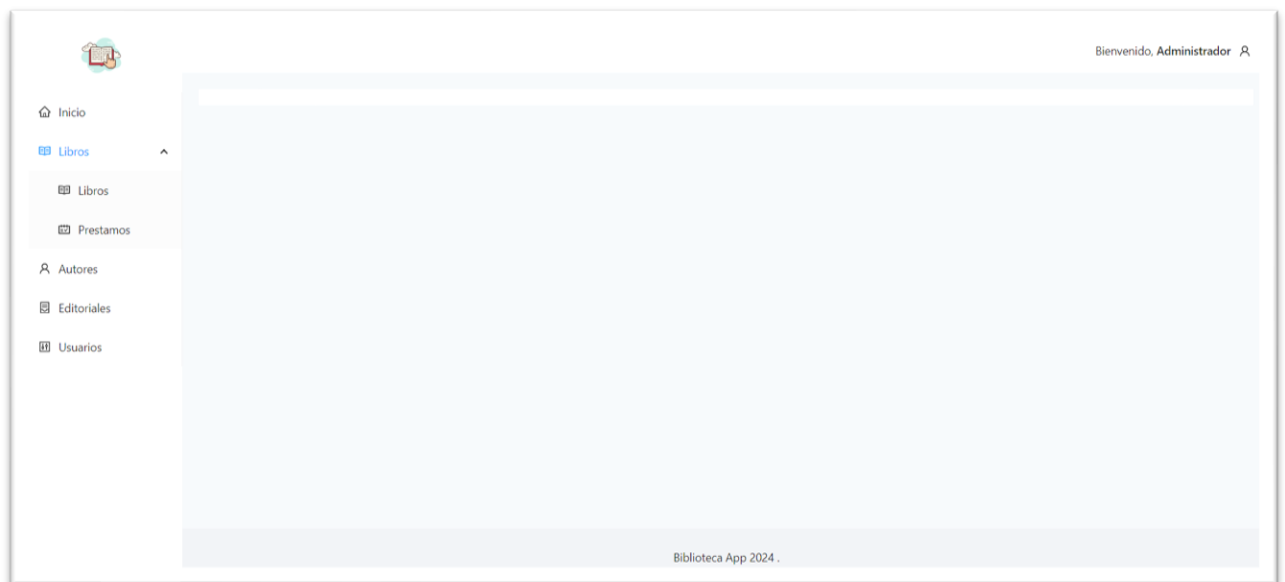 Bienvenido, Administrador
Inicio
Libros
Libros
Prestamos
Autores
Editoriales
Usuarios
Biblioteca App 2024 .